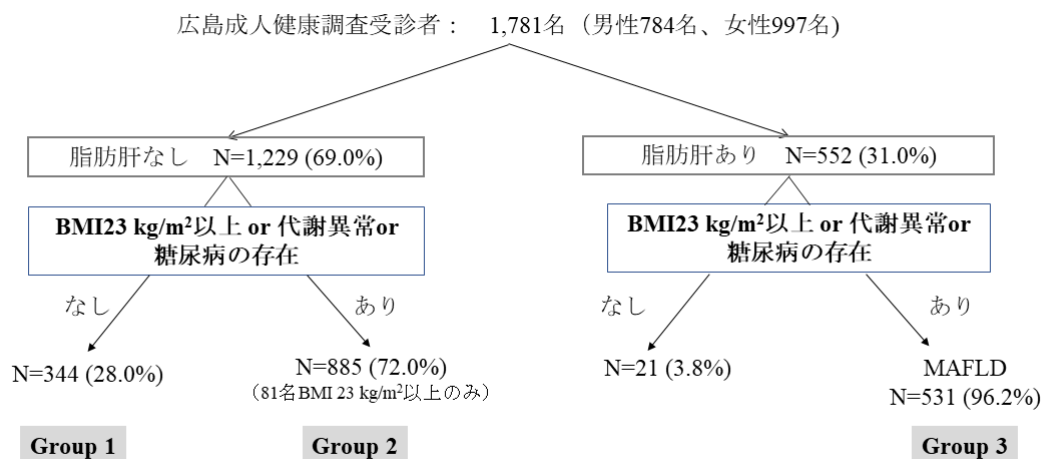 広島成人健康調査受診者： 1,781名（男性784名、女性997名)
脂肪肝なし N=1,229 (69.0%)
脂肪肝あり N=552 (31.0%)
BMI23 kg/m²以上 or 代謝異常or
糖尿病の存在
BMI23 kg/m²以上 or 代謝異常or
糖尿病の存在
なし
あり
なし
あり
N=344 (28.0%)
N=885 (72.0%)
（81名BMI 23 kg/m²以上のみ）
N=21 (3.8%)
MAFLD
N=531 (96.2%)
Group 1
Group 2
Group 3